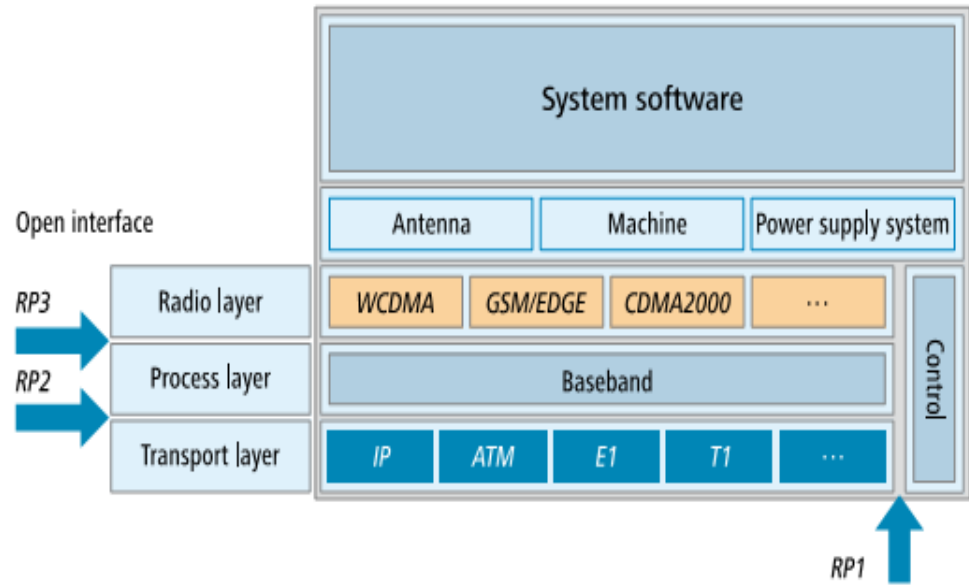 System software
Open interface
Antenna
Machine
Power supply system
RP3
Radio layer
WCDMA
GSM/EDGE
CDMA2000
...
Control
RP2
Process layer
Baseband
Transport layer
IP
ATM
E1
T1
...
RP1